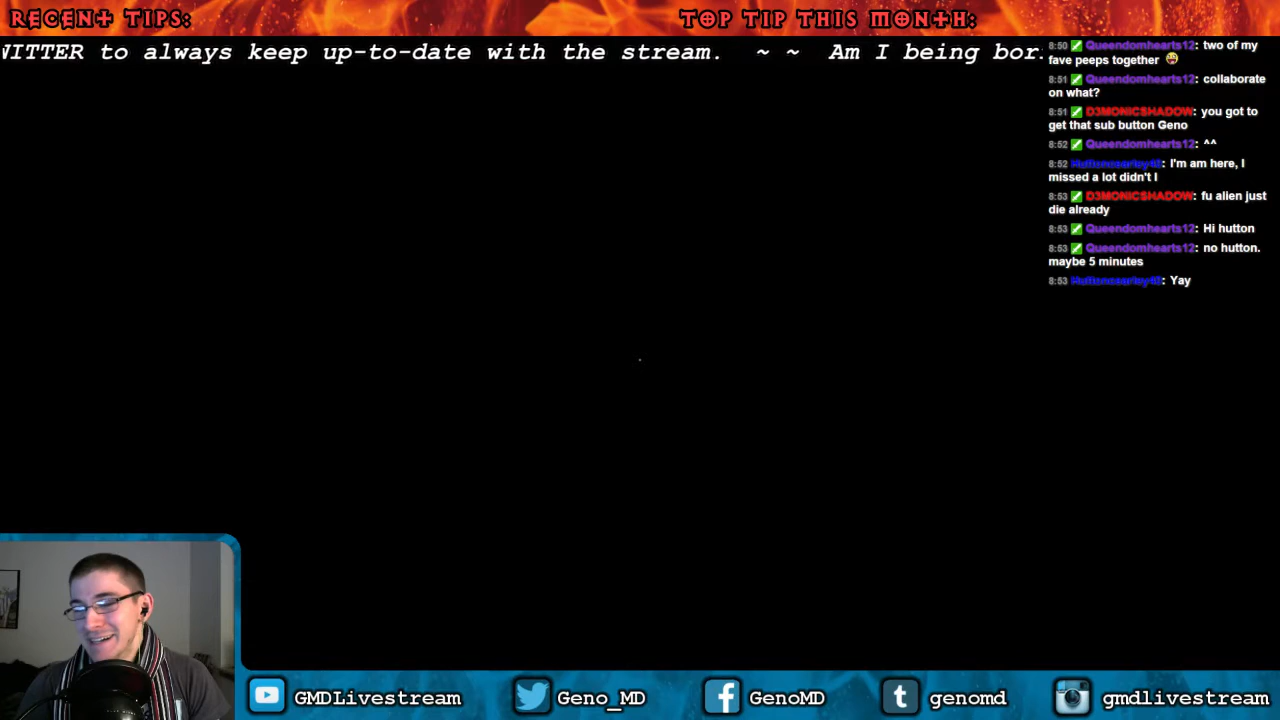 RECENT TIPS:
TOP TIP THIS MONTH:
WITTER to always keep up-to-date with the stream. ~ ~ Am I being bor
8:50 Queendomhearts12: two of my
fave peeps together
8:51 Queendomhearts12: collaborate
on what?
8:51 D3MONICSHADOW: you got to
get that sub button Geno
8:52 Queendomhearts12: ^^
8:52 : I'm am here, I
missed a lot didn't I
8:53 D3MONICSHADOW: fu alien just
die already
8:53 Queendomhearts12: Hi hutton
8:53 Queendomhearts12: no hutton.
maybe 5 minutes
8:53 : Yay
GMDLivestream
Geno_MD
GenoMD
genomd
gmdlivestream